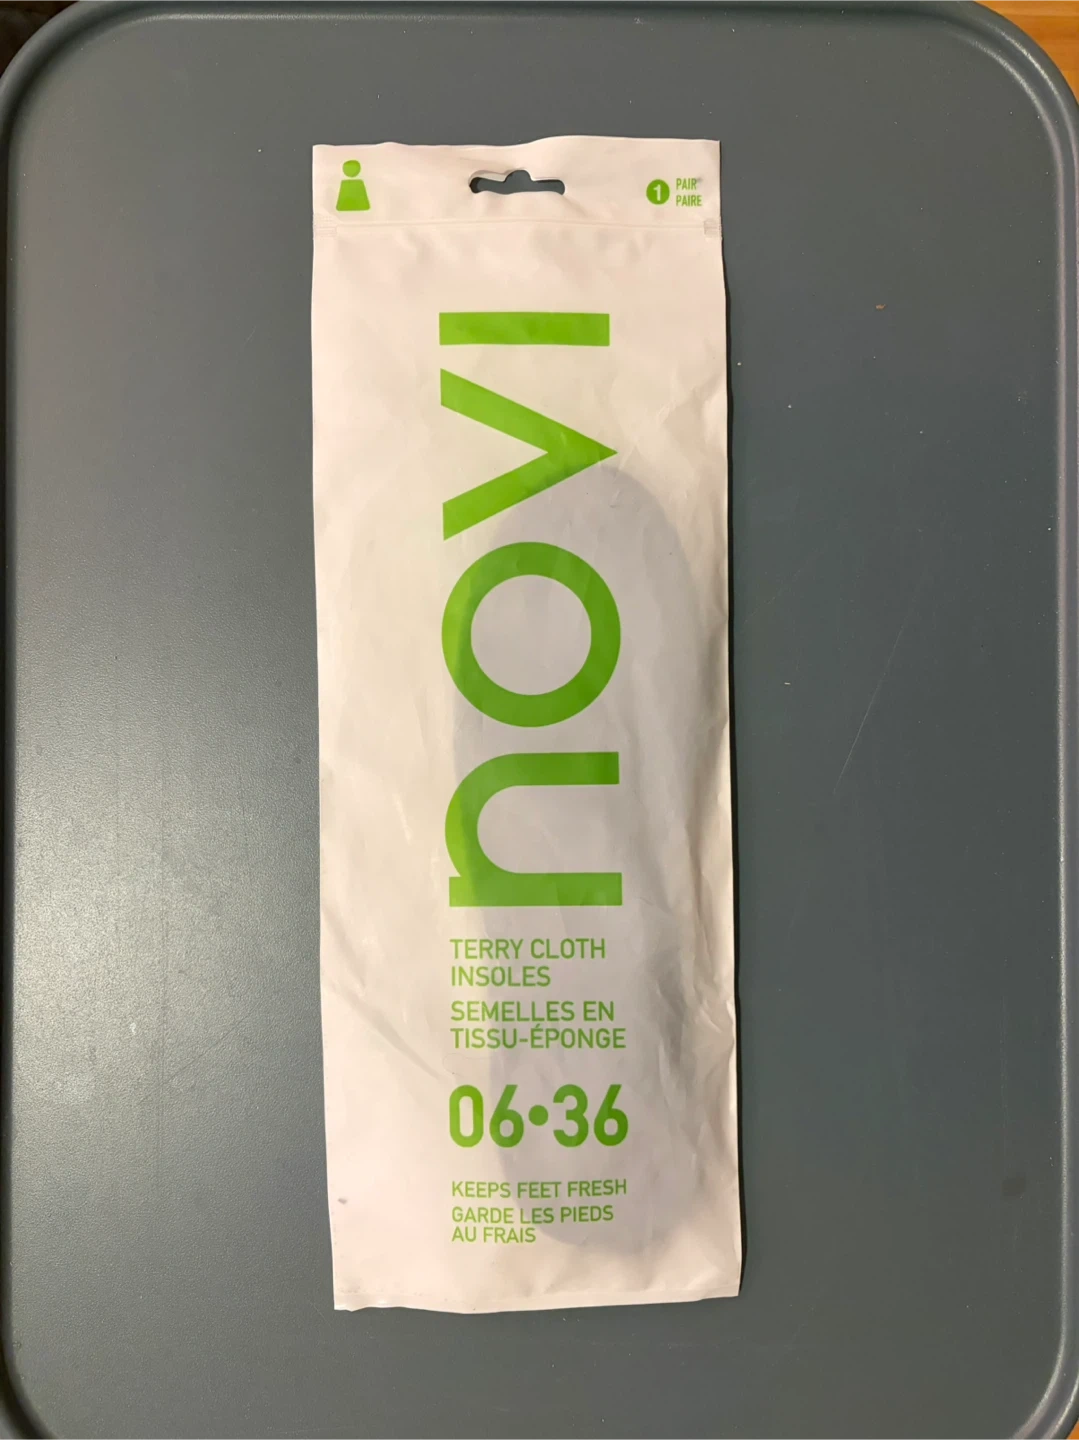 1 PAIR
PAIRE
novi
TERRY CLOTH
INSOLES
SEMELLES EN
TISSU-ÉPONGE
06•36
KEEPS FEET FRESH
GARDE LES PIEDS
AU FRAIS